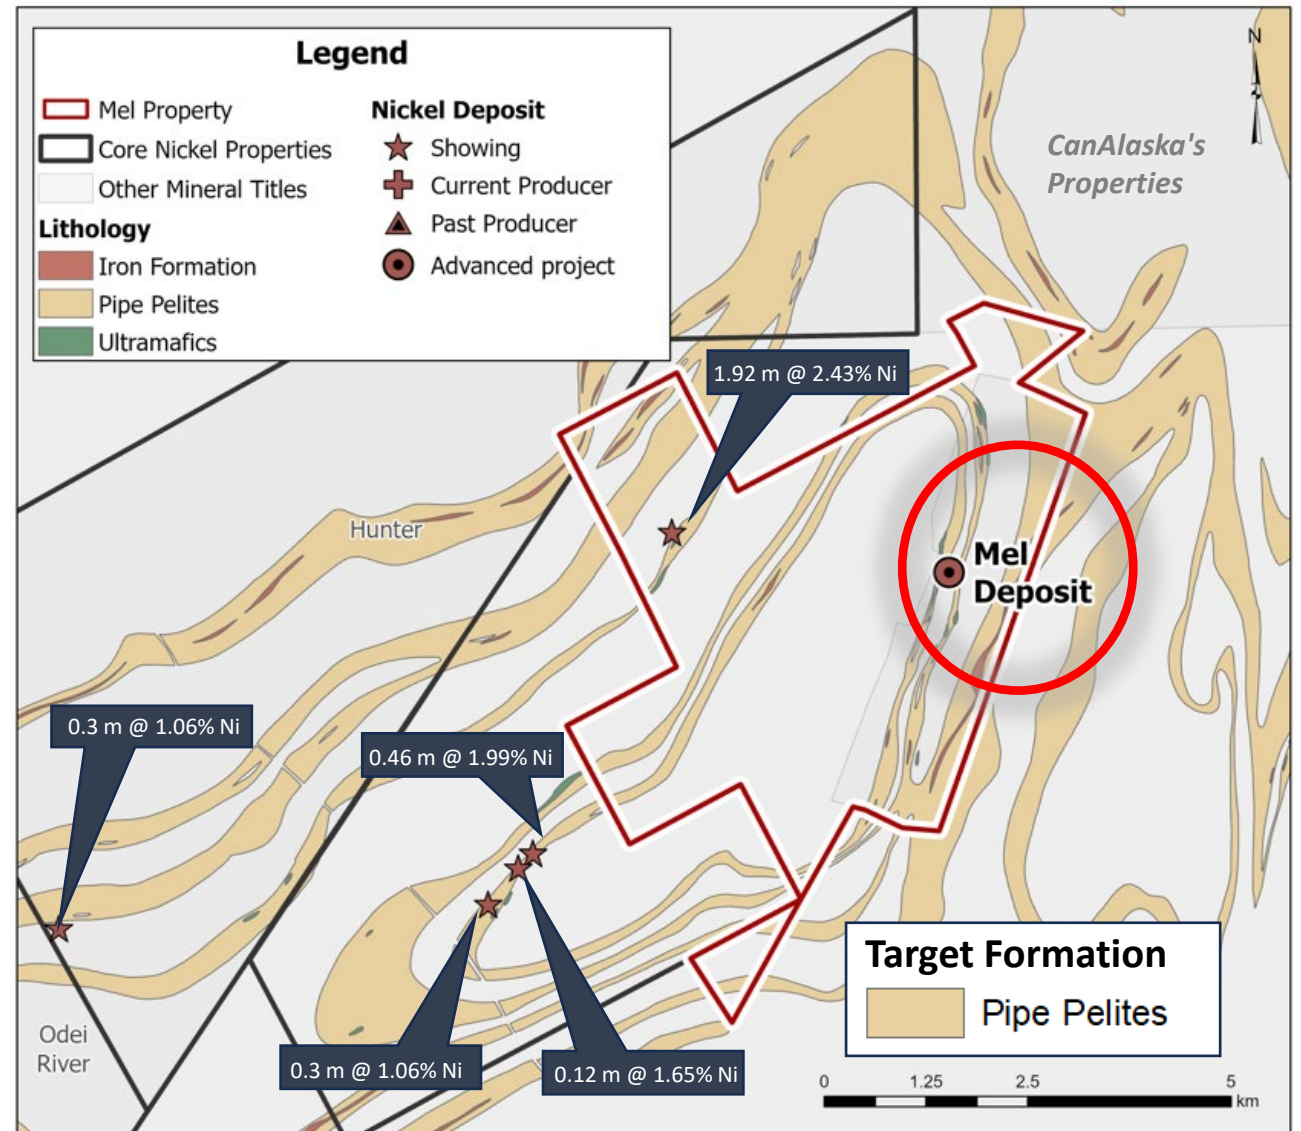 Legend
Mel Property
Core Nickel Properties
Other Mineral Titles
Lithology
Iron Formation
Pipe Pelites
Ultramafics
Nickel Deposit
Showing
Current Producer
Past Producer
Advanced project
N
CanAlaska's
Properties
1.92 m @ 2.43% Ni
Hunter
Mel
Deposit
0.3 m @ 1.06% Ni
0.46 m @ 1.99% Ni
Odei
River
0.3 m @ 1.06% Ni
0.12 m @ 1.65% Ni
Target Formation
Pipe Pelites
0 1.25 2.5 5
km